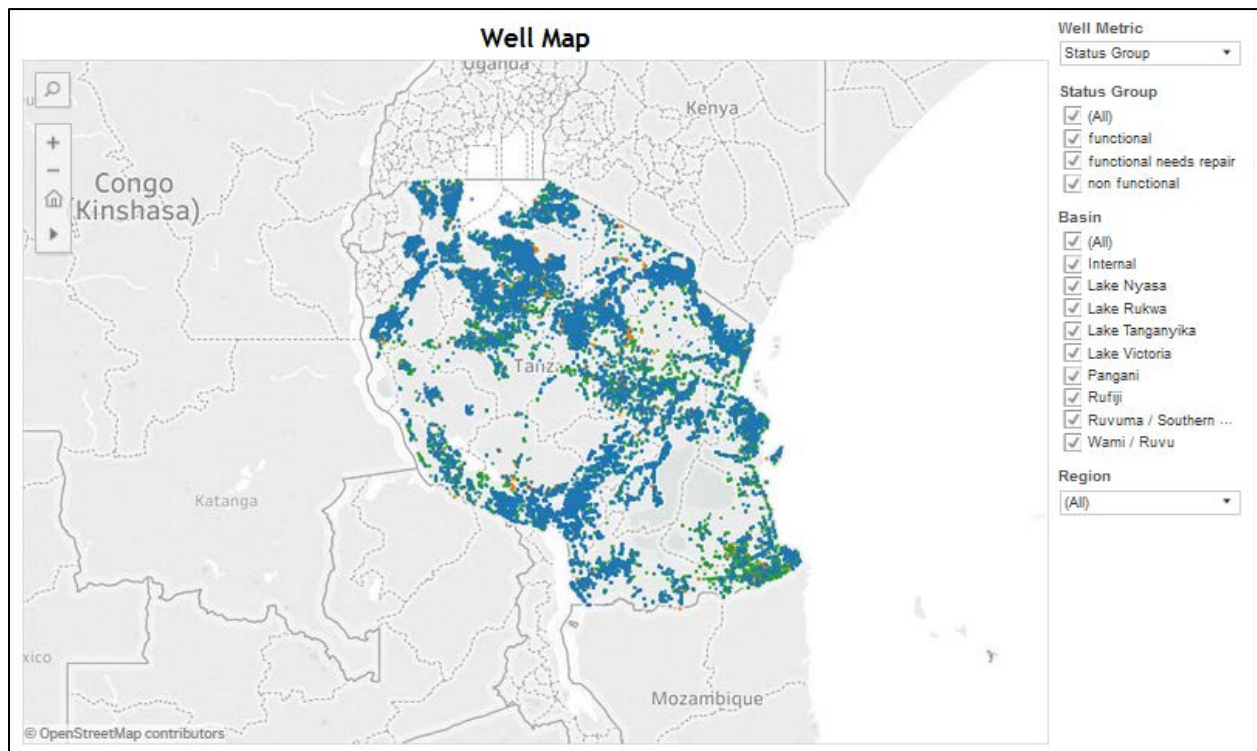 Well Map
Uganda
Kenya
Congo
(Kinshasa)
Tanza
Katanga
xico
Mozambique
© OpenStreetMap contributors
Well Metric
Status Group
Status Group
(All)
functional
functional needs repair
non functional
Basin
(All)
Internal
Lake Nyasa
Lake Rukwa
Lake Tanganyika
Lake Victoria
Pangani
Rufiji
Ruvuma / Southern ...
Wami / Ruvu
Region
(All)